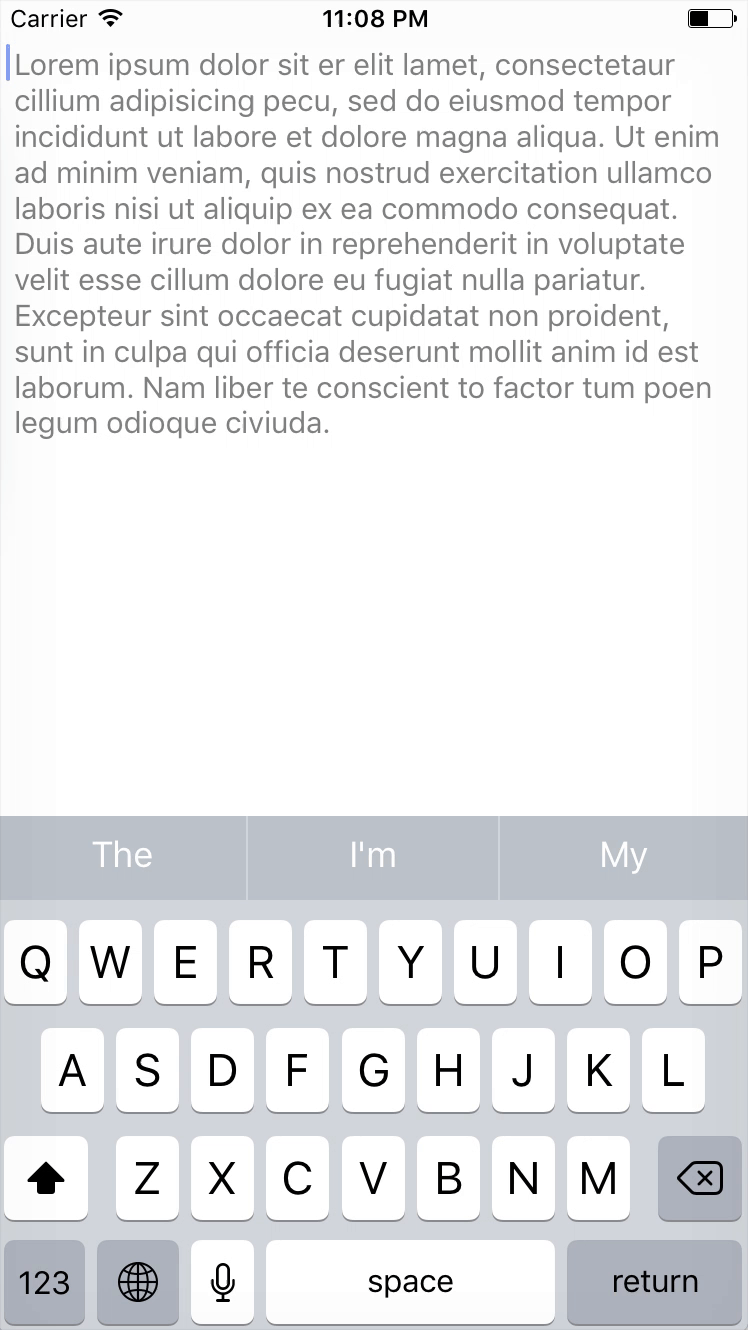 Carrier 11:08 PM
Lorem ipsum dolor sit er elit lamet, consectetaur
cillium adipisicing pecu, sed do eiusmod tempor
incididunt ut labore et dolore magna aliqua. Ut enim
ad minim veniam, quis nostrud exercitation ullamco
laboris nisi ut aliquip ex ea commodo consequat.
Duis aute irure dolor in reprehenderit in voluptate
velit esse cillum dolore eu fugiat nulla pariatur.
Excepteur sint occaecat cupidatat non proident,
sunt in culpa qui officia deserunt mollit anim id est
laborum. Nam liber te conscient to factor tum poen
legum odioque civiuda.
The I'm My
Q W E R T Y U I O P
A S D F G H J K L
Z X C V B N M
123 space return